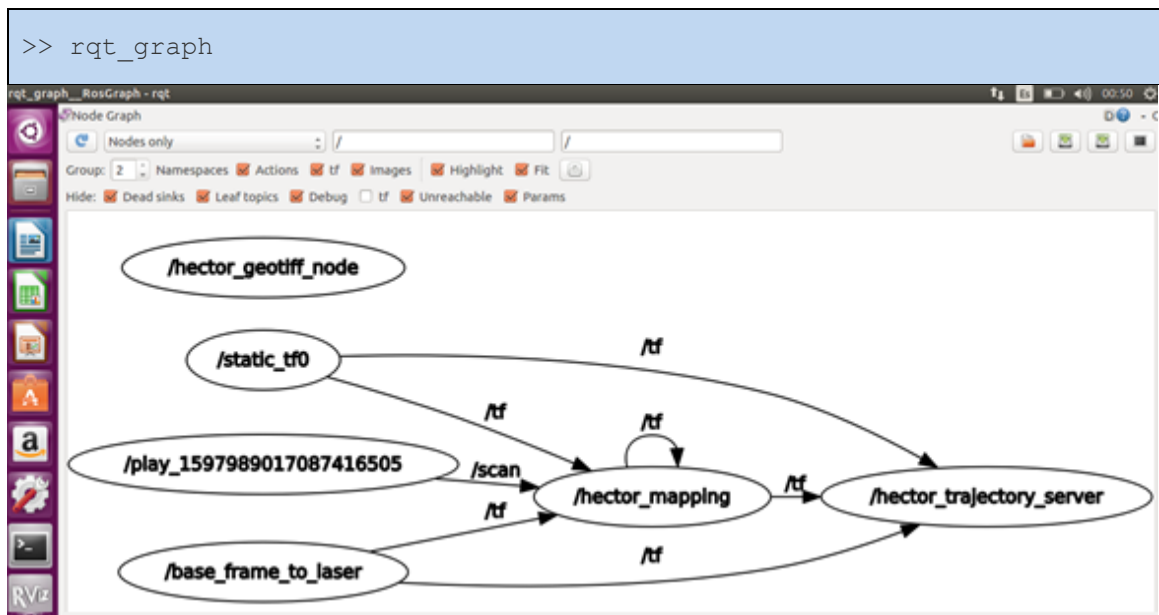 >> rqt_graph
rqt_graph__RosGraph - rqt
Es
00:50
Node Graph
D
Nodes only
/
/
Group: 2 Namespaces Actions tf Images Highlight Fit
Hide: Dead sinks Leaf topics Debug tf Unreachable Params
/hector_geotiff_node
/static_tf0
/tf
/tf
/tf
/play_1597989017087416505
/scan
/hector_mapping
/tf
/hector_trajectory_server
/tf
/base_frame_to_laser
/tf
RViz